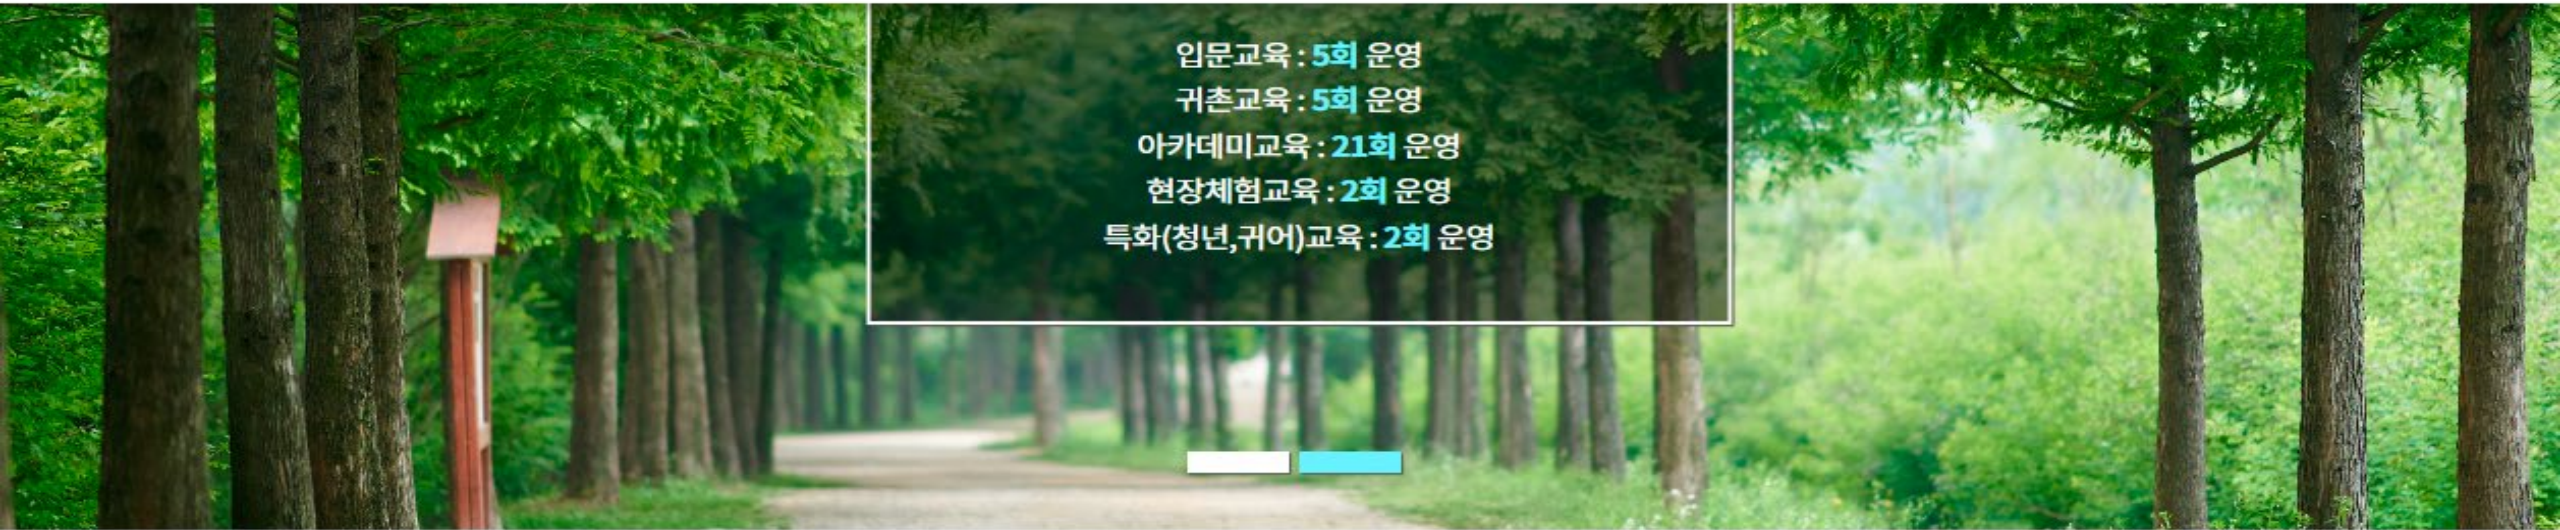 입문교육 : 5회 운영
귀촌교육 : 5회 운영
아카데미교육 : 21회 운영
현장체험교육 : 2회 운영
특화(청년,귀어)교육 : 2회 운영